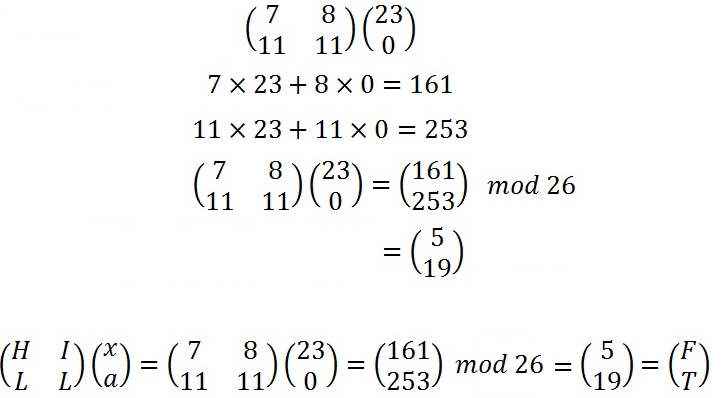 (7 8
11 11)(23
0)
7 × 23 + 8 × 0 = 161
11 × 23 + 11 × 0 = 253
(7 8
11 11)(23
0) = (161
253) mod 26
= (5
19)
(H I
L L)(x
a) = (7 8
11 11)(23
0) = (161
253) mod 26 = (5
19) = (F
T)